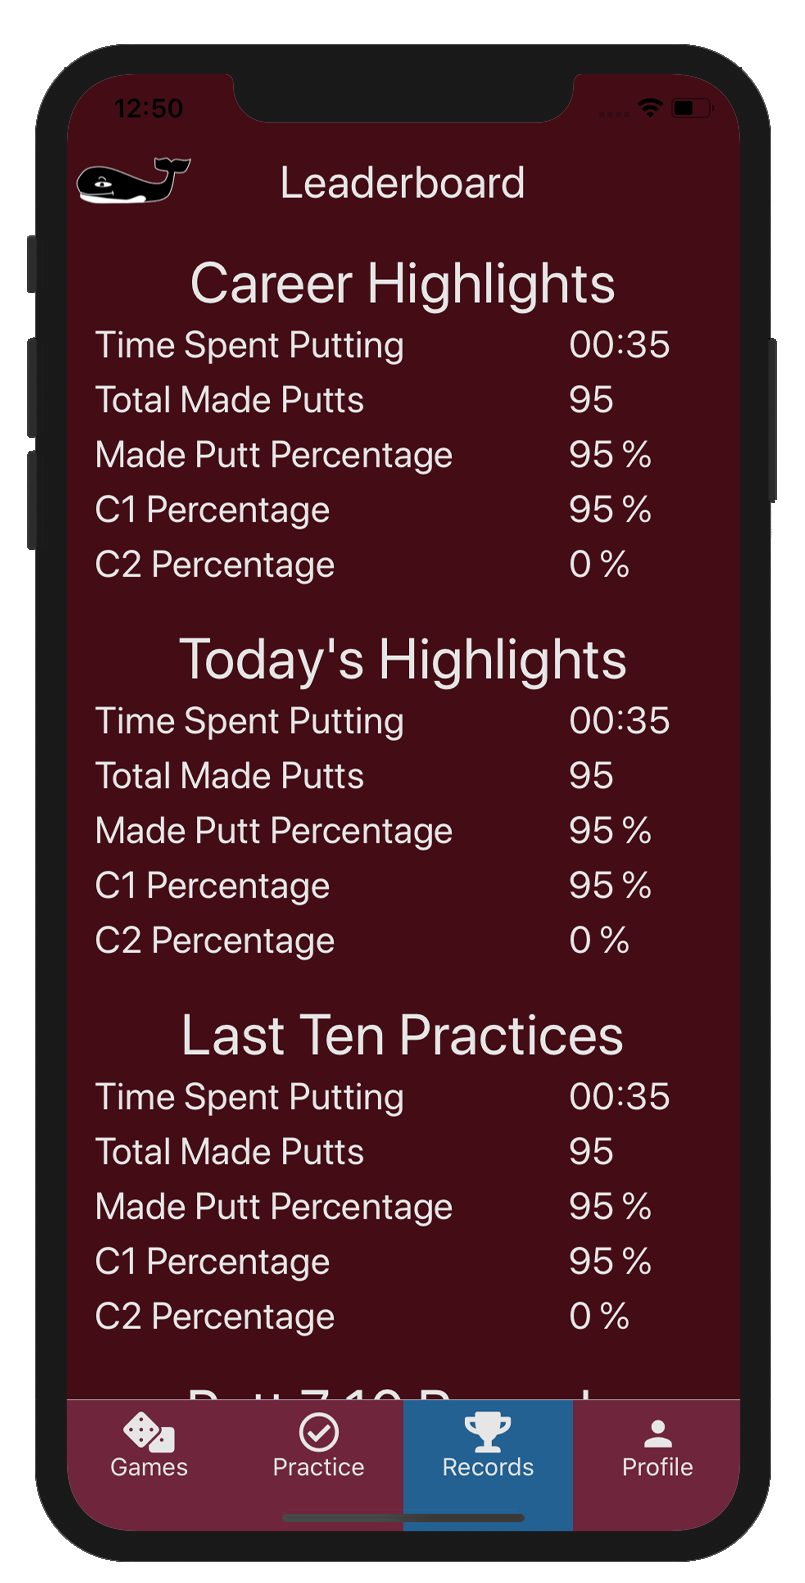 12:50
Leaderboard
Career Highlights
Time Spent Putting 00:35
Total Made Putts 95
Made Putt Percentage 95 %
C1 Percentage 95 %
C2 Percentage 0 %
Today's Highlights
Time Spent Putting 00:35
Total Made Putts 95
Made Putt Percentage 95 %
C1 Percentage 95 %
C2 Percentage 0 %
Last Ten Practices
Time Spent Putting 00:35
Total Made Putts 95
Made Putt Percentage 95 %
C1 Percentage 95 %
C2 Percentage 0 %
Games Practice Records Profile